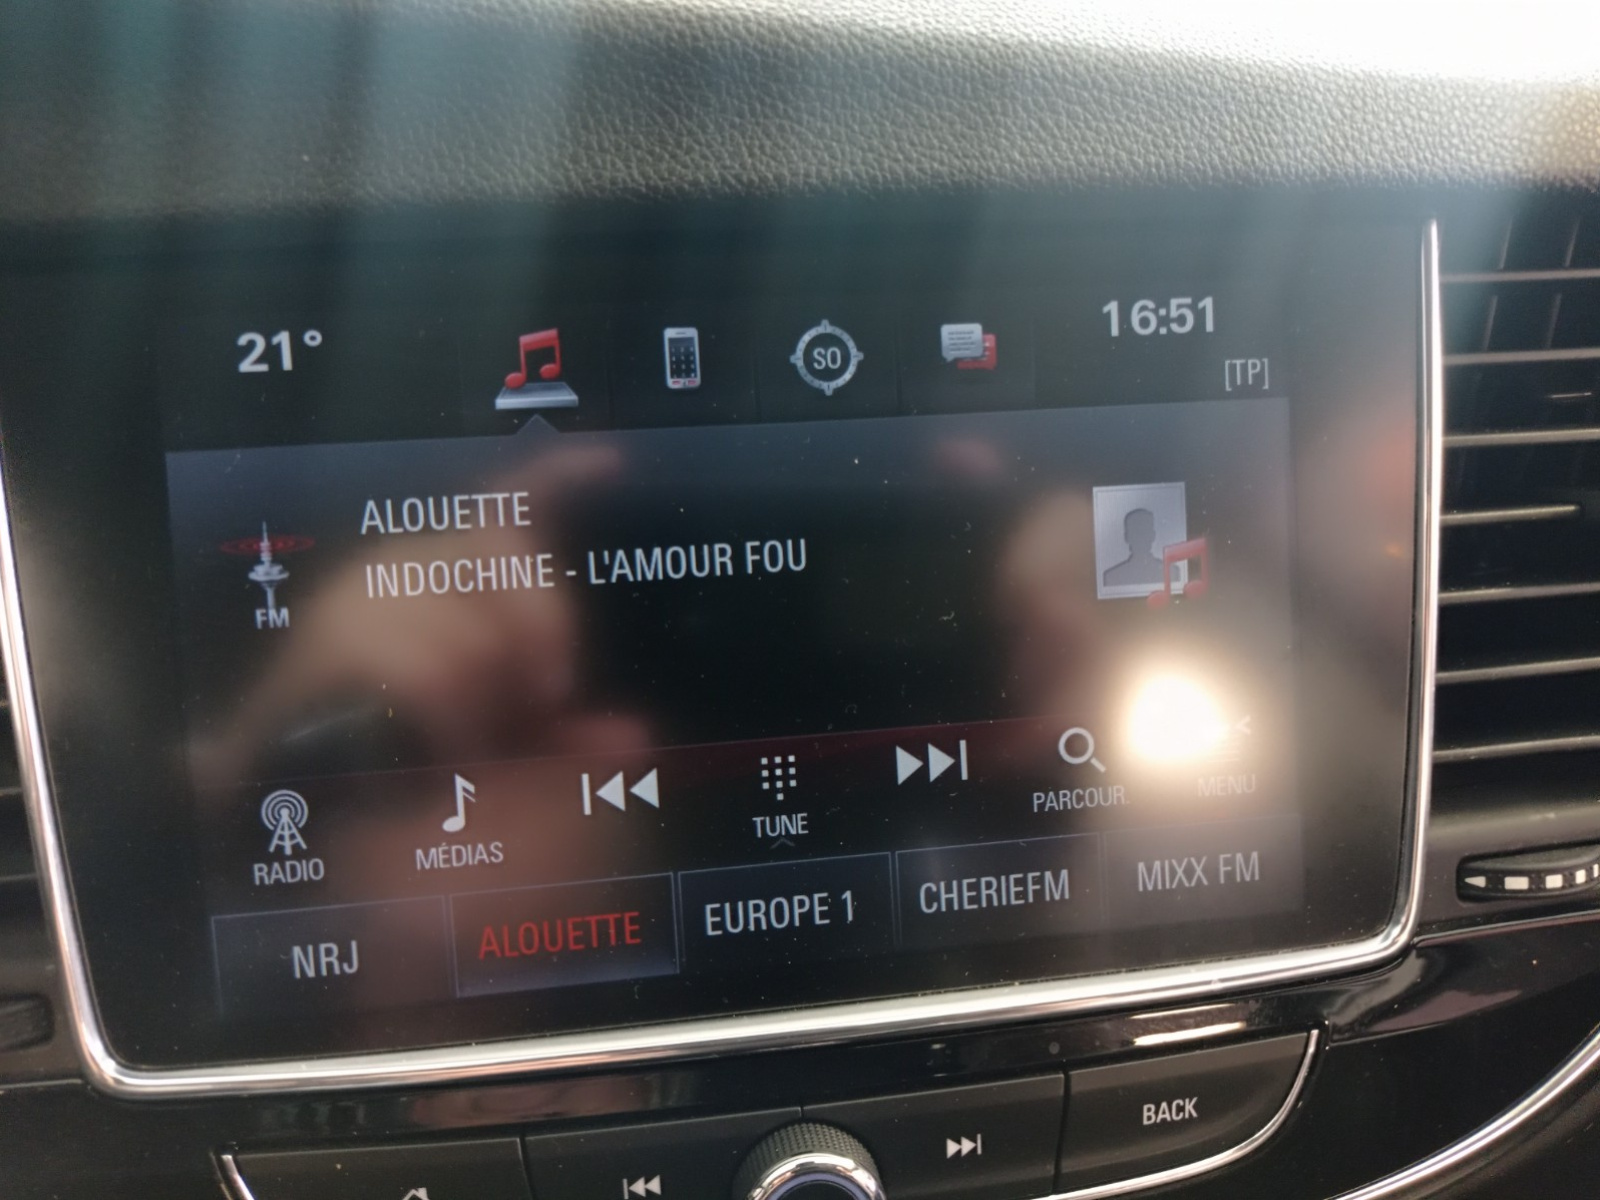 21°
SO
16:51
[TP]
ALOUETTE
INDOCHINE - L'AMOUR FOU
FM
RADIO
MÉDIAS
TUNE
PARCOUR.
MENU
NRJ
ALOUETTE
EUROPE 1
CHERIEFM
MIXX FM
BACK